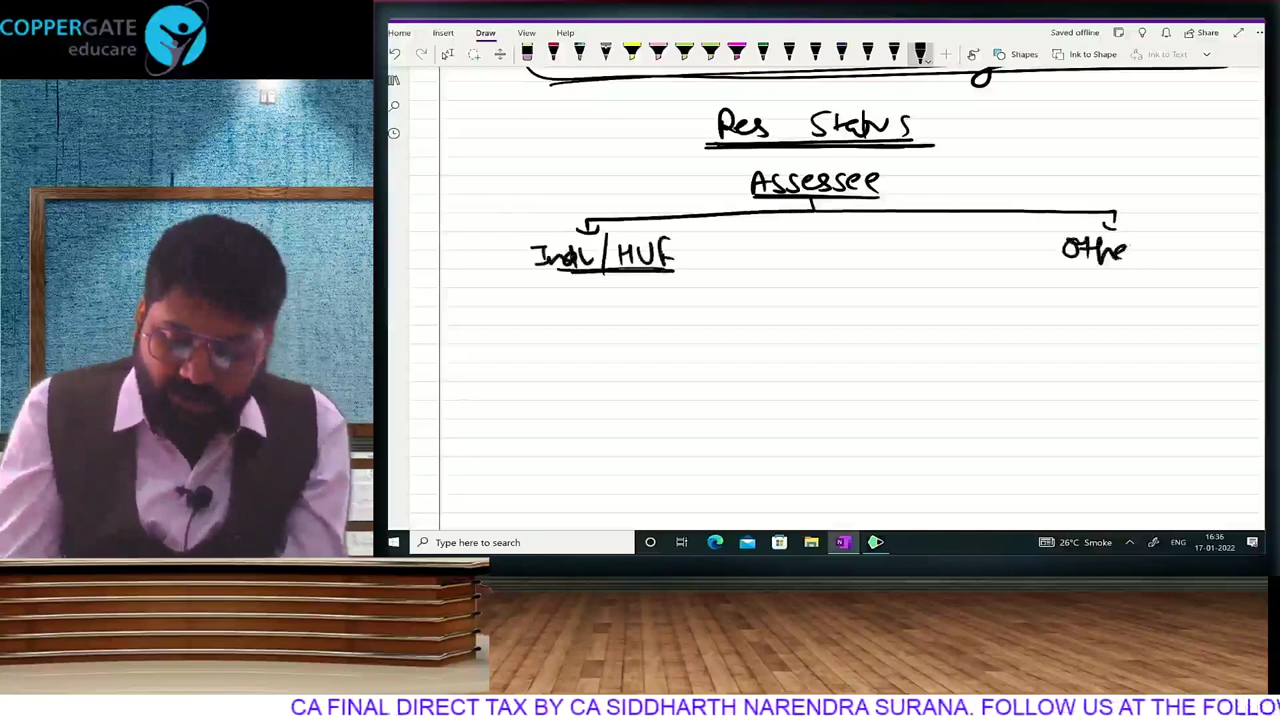 COPPERGATE
educare
Home Insert Draw View Help
Saved offline
Share
Shapes
Ink to Shape
Ink to Text
Res Status
Assessee
Indv/HUF
Othe
Type here to search
26°C Smoke
ENG
16:36
17-01-2022
CA FINAL DIRECT TAX BY CA SIDDHARTH NARENDRA SURANA. FOLLOW US AT THE FOLLO